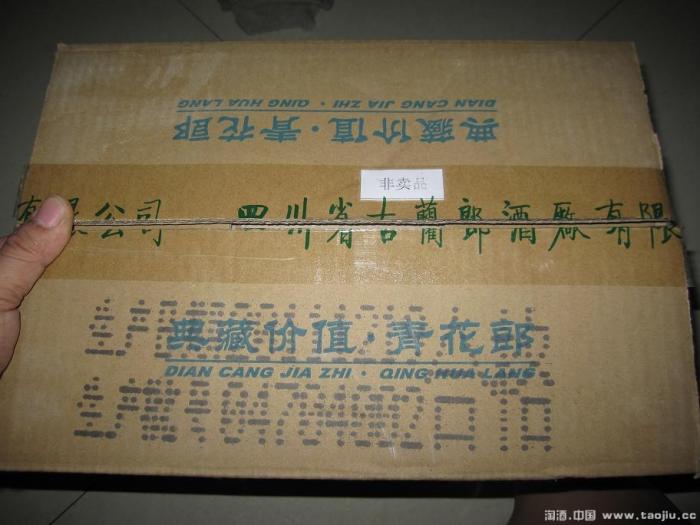 典藏价值·青花郎
DIAN CANG JIA ZHI · QING HUA LANG
非卖品
有限公司 四川省古蔺郎酒厰有限
典藏价值·青花郎
DIAN CANG JIA ZHI · QING HUA LANG
淘酒.中国 www.taojiu.cc